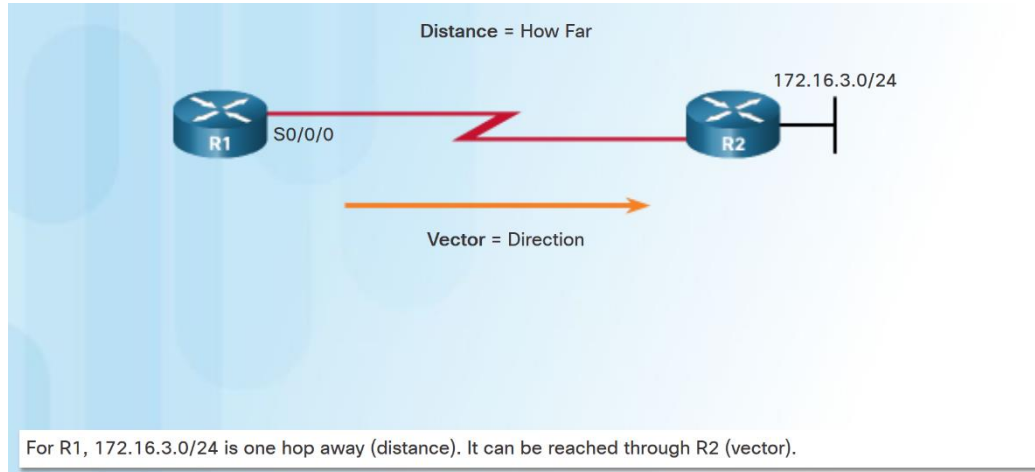 Distance = How Far
172.16.3.0/24
S0/0/0
R1
R2
Vector = Direction
For R1, 172.16.3.0/24 is one hop away (distance). It can be reached through R2 (vector).